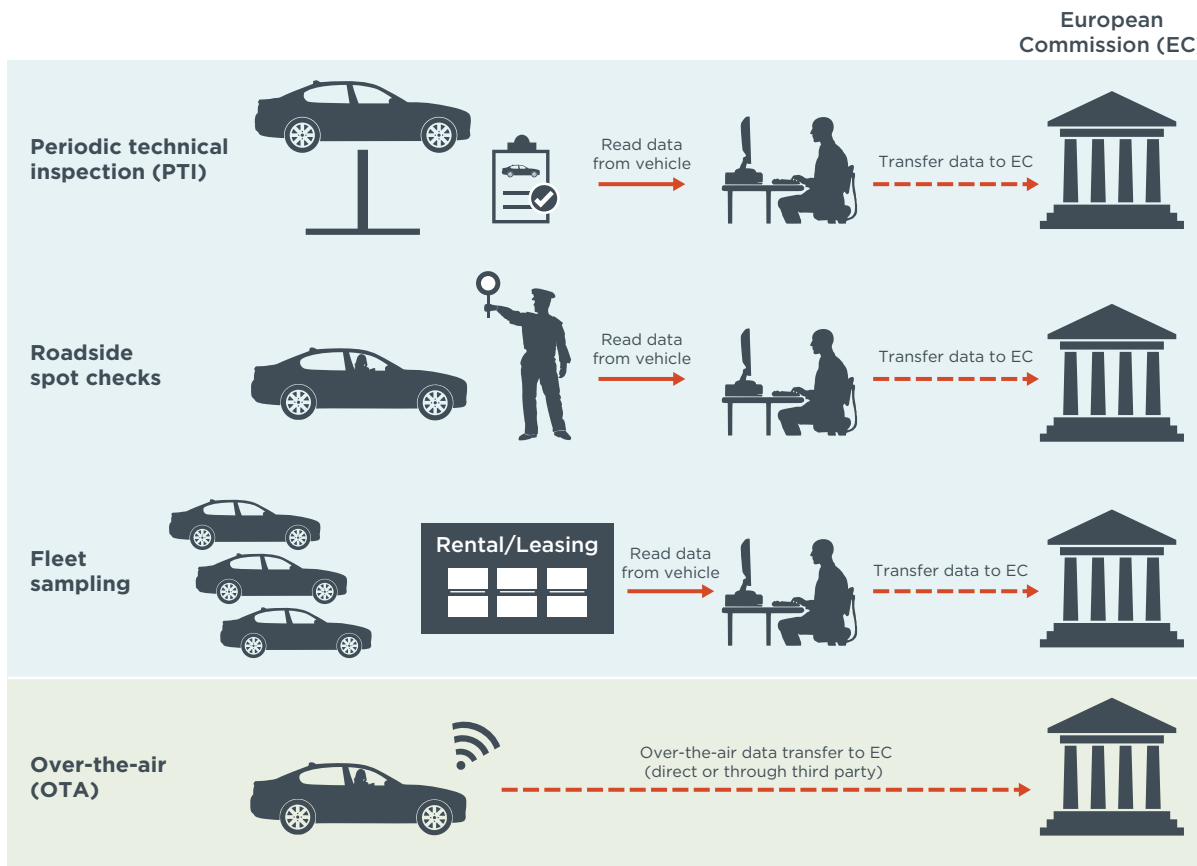 European
Commission (EC
Periodic technical
inspection (PTI)
Read data
from vehicle
Transfer data to EC
Roadside
spot checks
Read data
from vehicle
Transfer data to EC
Fleet
sampling
Rental/Leasing
Read data
from vehicle
Transfer data to EC
Over-the-air
(OTA)
Over-the-air data transfer to EC
(direct or through third party)